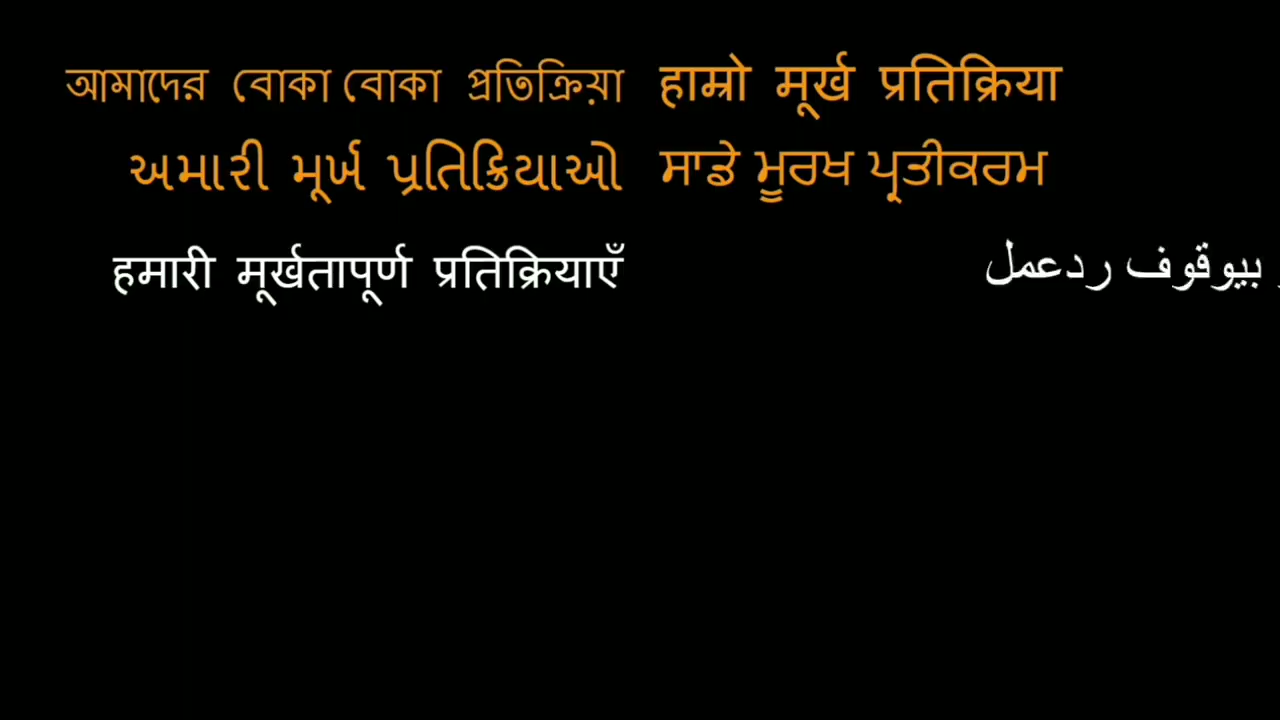 আমাদের বোকা বোকা প্রতিক্রিয়া हाम्रो मूर्ख प्रतिक्रिया
અમારી મૂર્ખ પ્રતિક્રિયાઓ ਸਾਡੇ ਮੂਰਖ ਪ੍ਰਤੀਕਰਮ
हमारी मूर्खतापूर्ण प्रतिक्रियाएँ بیوقوف ردعمل